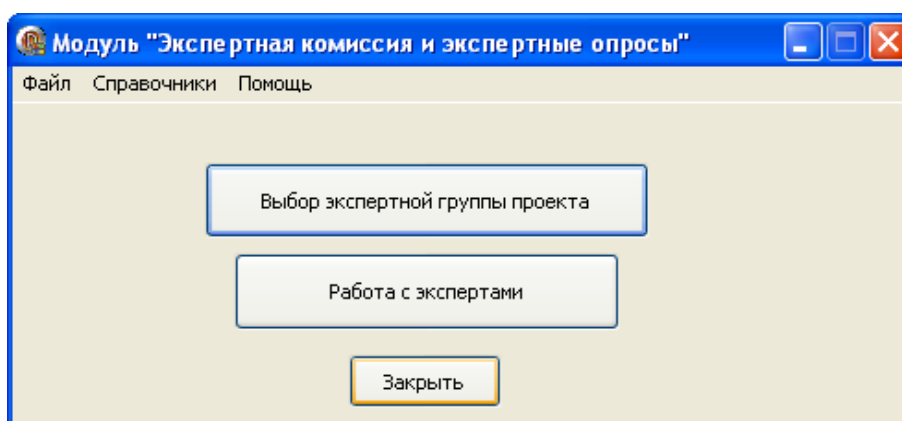 Модуль "Экспертная комиссия и экспертные опросы"
Файл Справочники Помощь
Выбор экспертной группы проекта
Работа с экспертами
Закрыть